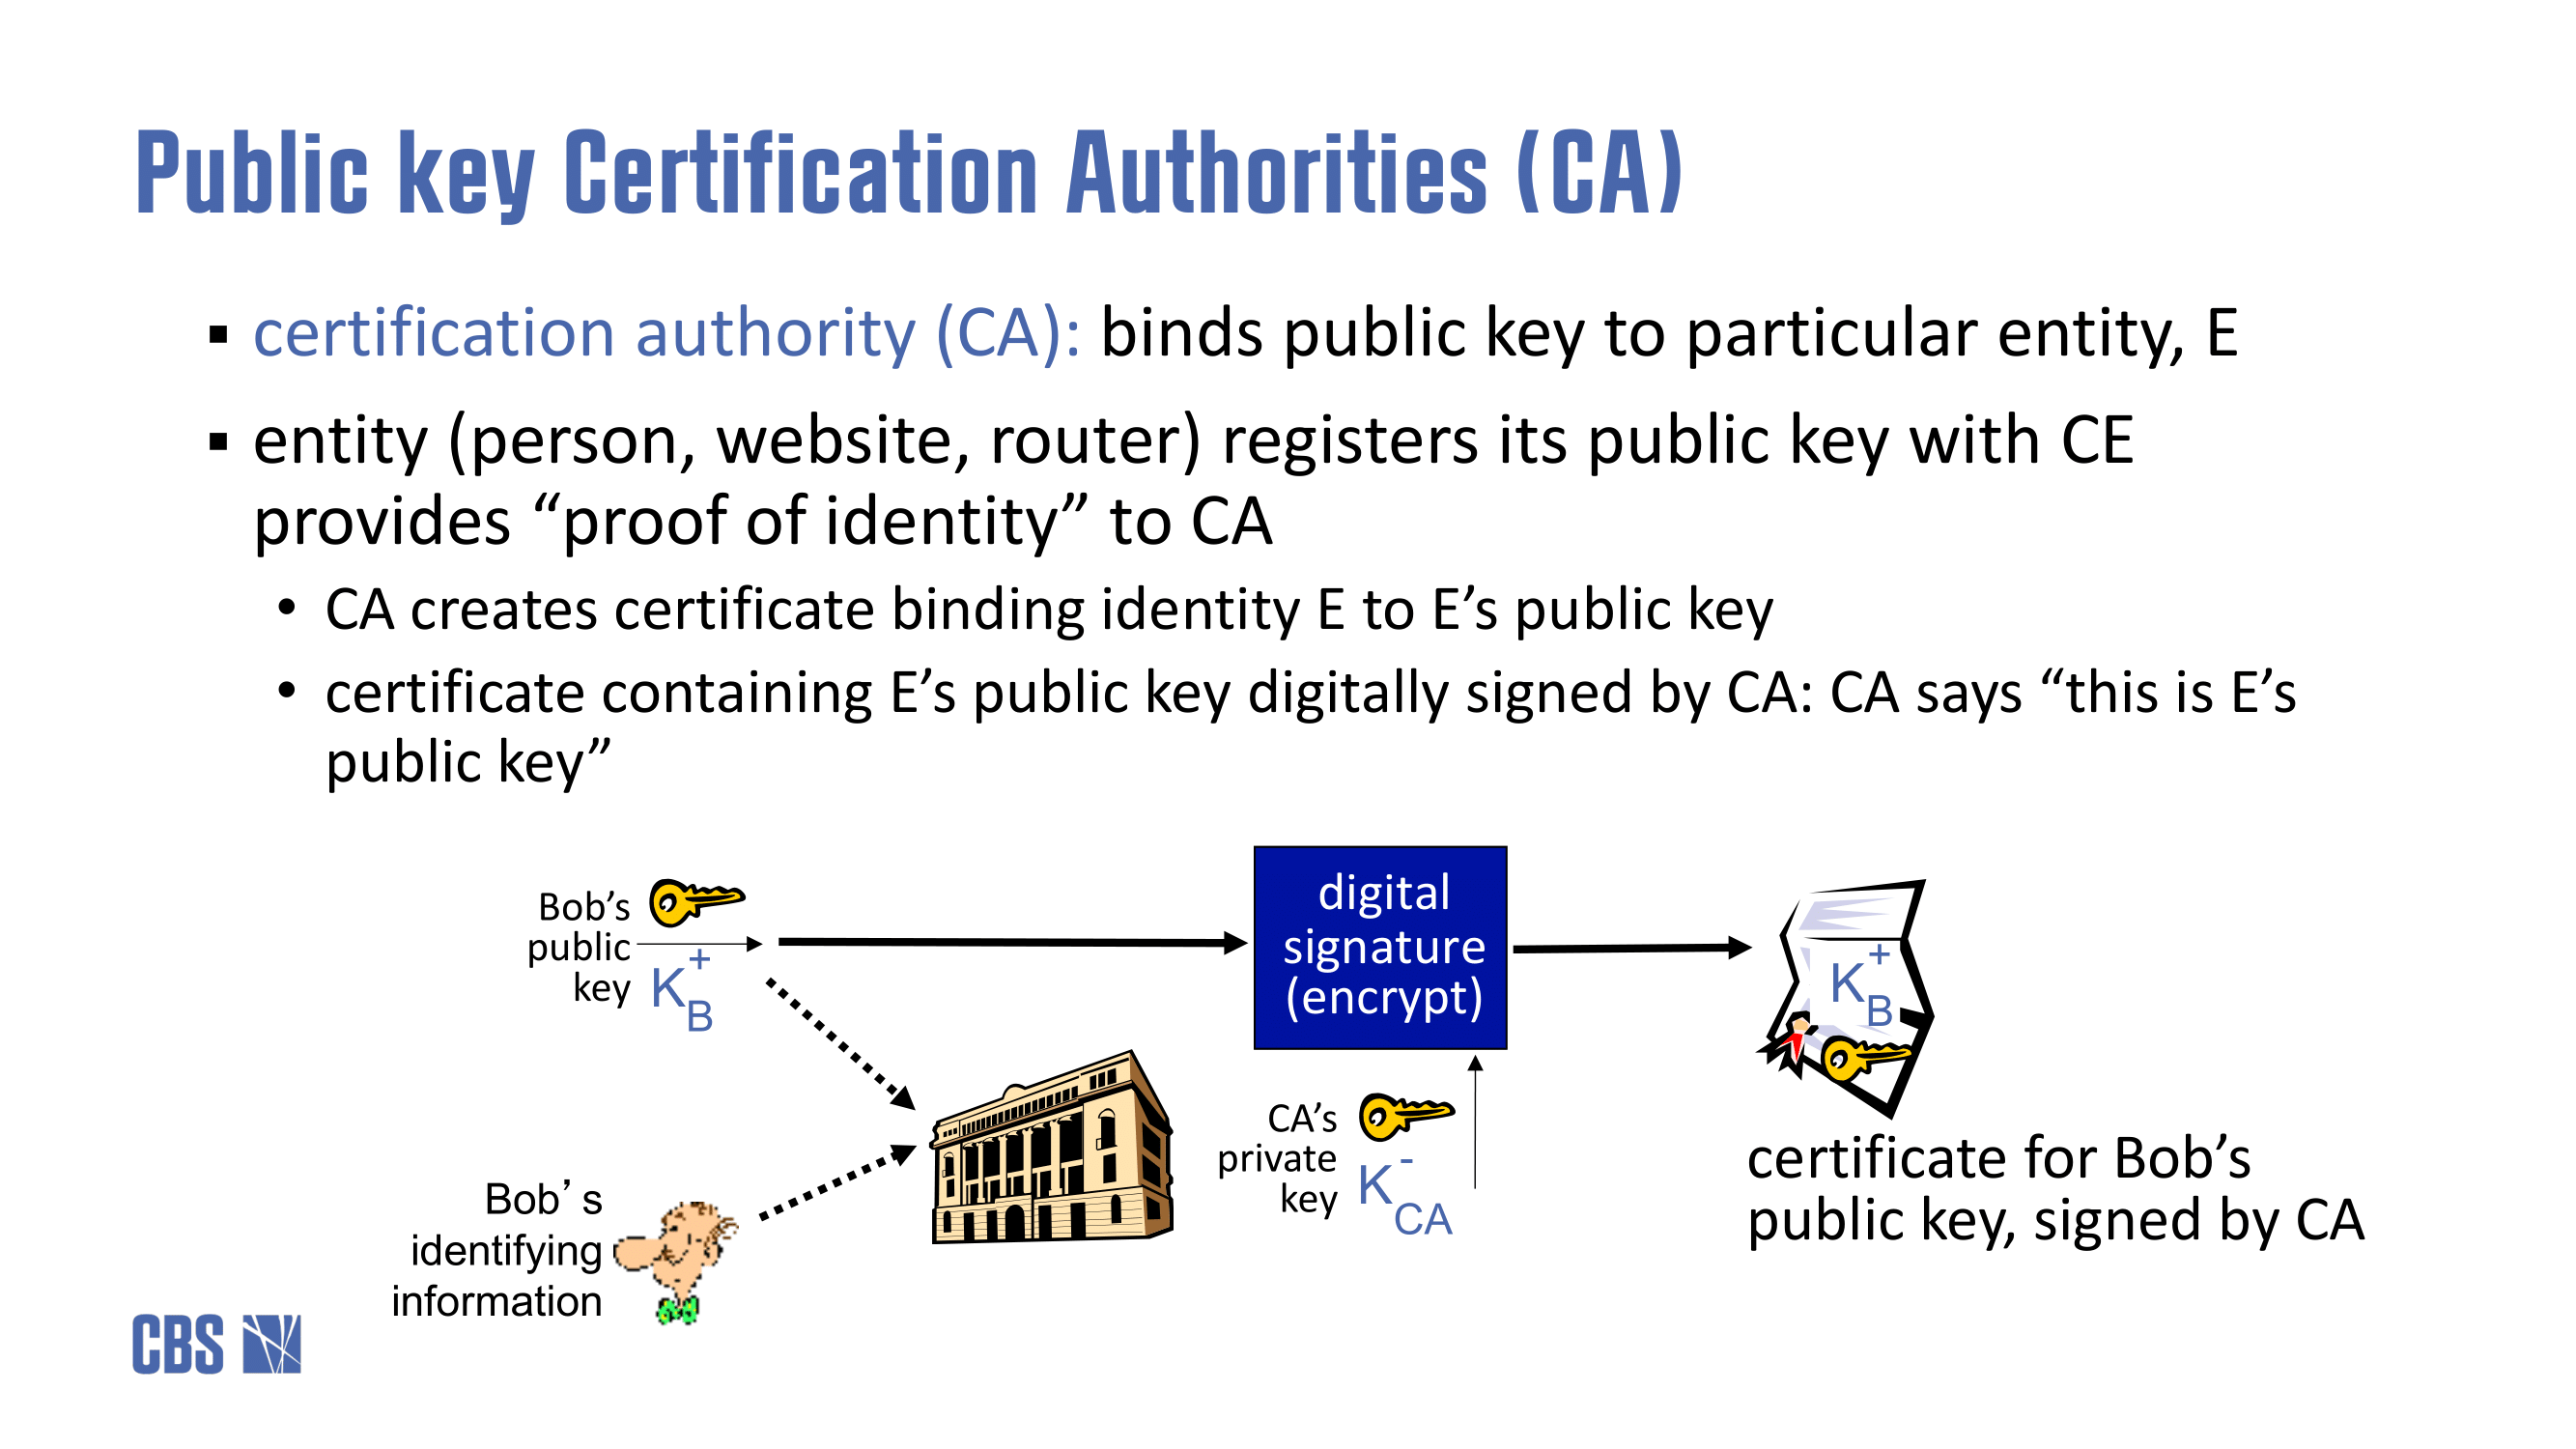 Public key Certification Authorities (CA)
▪ certification authority (CA): binds public key to particular entity, E
▪ entity (person, website, router) registers its public key with CE
provides “proof of identity” to CA
• CA creates certificate binding identity E to E’s public key
• certificate containing E’s public key digitally signed by CA: CA says “this is E’s
public key”
Bob’s
public
key
K+B
digital
signature
(encrypt)
K+B
CA’s
private
key
K-CA
certificate for Bob’s
public key, signed by CA
Bob’s
identifying
information
CBS